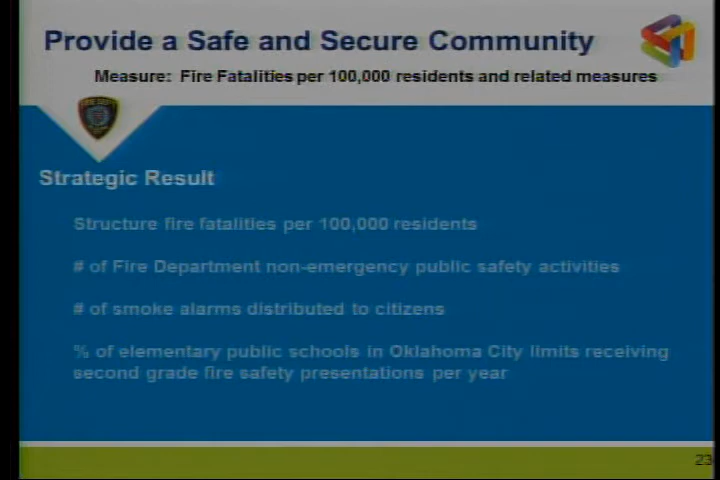 Provide a Safe and Secure Community
Measure: Fire Fatalities per 100,000 residents and related measures
Strategic Result
Structure fire fatalities per 100,000 residents
# of Fire Department non-emergency public safety activities
# of smoke alarms distributed to citizens
% of elementary public schools in Oklahoma City limits receiving
second grade fire safety presentations per year
23